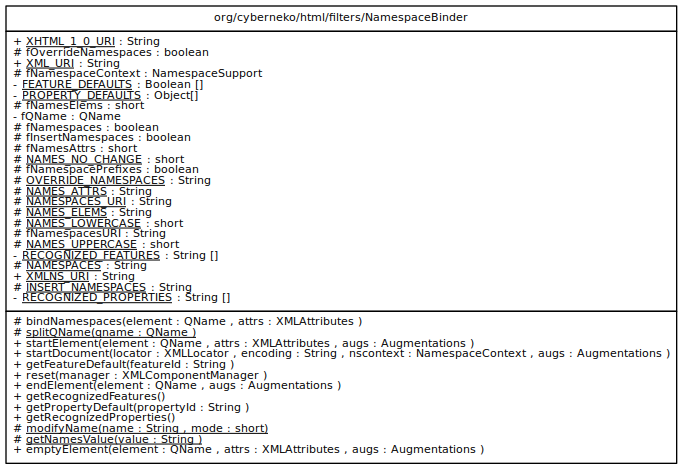 org/cyberneko/html/filters/NamespaceBinder
+ XHTML_1_0_URI : String
# fOverrideNamespaces : boolean
+ XML_URI : String
# fNamespaceContext : NamespaceSupport
- FEATURE_DEFAULTS : Boolean []
- PROPERTY_DEFAULTS : Object[]
# fNamesElems : short
- fQName : QName
# fNamespaces : boolean
# fInsertNamespaces : boolean
# fNamesAttrs : short
# NAMES_NO_CHANGE : short
# fNamespacePrefixes : boolean
# OVERRIDE_NAMESPACES : String
# NAMES_ATTRS : String
# NAMESPACES_URI : String
# NAMES_ELEMS : String
# NAMES_LOWERCASE : short
# fNamespacesURI : String
# NAMES_UPPERCASE : short
- RECOGNIZED_FEATURES : String []
# NAMESPACES : String
+ XMLNS_URI : String
# INSERT_NAMESPACES : String
- RECOGNIZED_PROPERTIES : String []
# bindNamespaces(element : QName , attrs : XMLAttributes )
# splitQName(qname : QName )
+ startElement(element : QName , attrs : XMLAttributes , augs : Augmentations )
+ startDocument(locator : XMLLocator , encoding : String , nscontext : NamespaceContext , augs : Augmentations )
+ getFeatureDefault(featureId : String )
+ reset(manager : XMLComponentManager )
+ endElement(element : QName , augs : Augmentations )
+ getRecognizedFeatures()
+ getPropertyDefault(propertyId : String )
+ getRecognizedProperties()
# modifyName(name : String , mode : short)
# getNamesValue(value : String )
+ emptyElement(element : QName , attrs : XMLAttributes , augs : Augmentations )